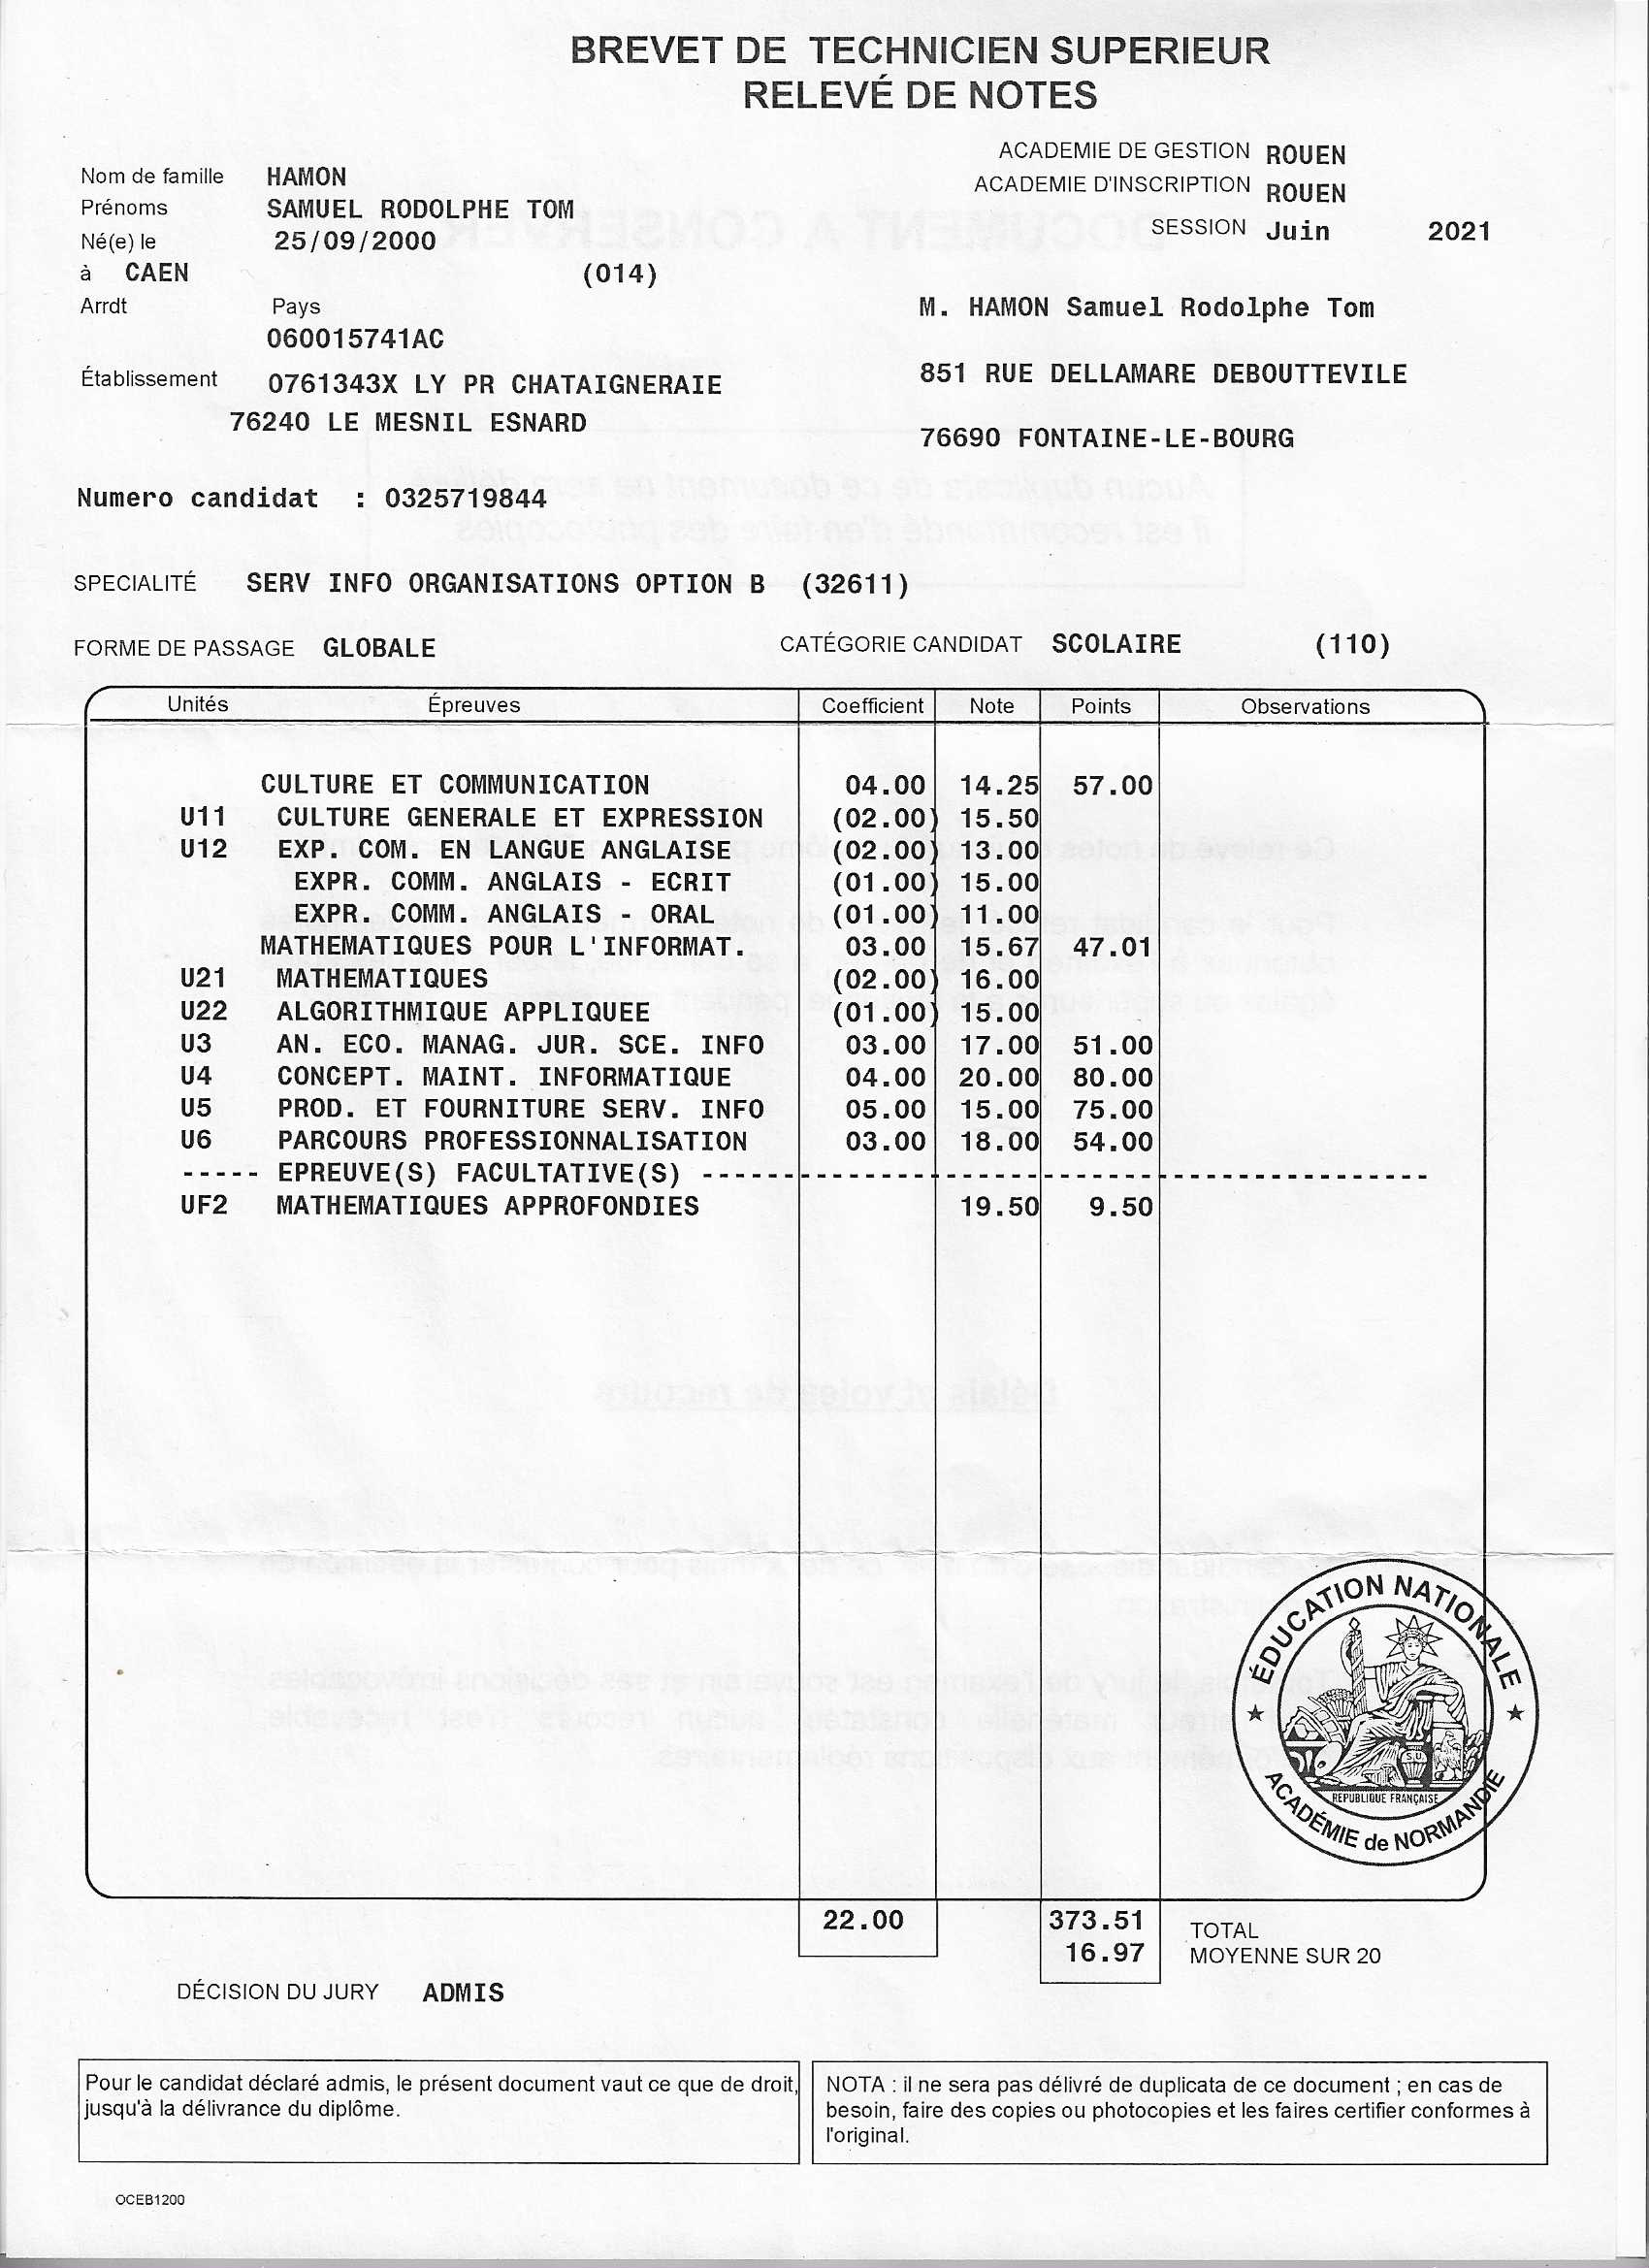 BREVET DE TECHNICIEN SUPERIEUR
RELEVÉ DE NOTES
ACADEMIE DE GESTION ROUEN
ACADEMIE D'INSCRIPTION ROUEN
SESSION Juin 2021
Nom de famille HAMON
Prénoms SAMUEL RODOLPHE TOM
Né(e) le 25/09/2000
à CAEN (014)
Arrdt Pays
060015741AC
Établissement 0761343X LY PR CHATAIGNERAIE
76240 LE MESNIL ESNARD
M. HAMON Samuel Rodolphe Tom
851 RUE DELLAMARE DEBOUTTEVILE
76690 FONTAINE-LE-BOURG
Numero candidat : 0325719844
SPECIALITÉ SERV INFO ORGANISATIONS OPTION B (32611)
FORME DE PASSAGE GLOBALE CATÉGORIE CANDIDAT SCOLAIRE (110)
Unités Épreuves Coefficient Note Points Observations
CULTURE ET COMMUNICATION 04.00 14.25 57.00
U11 CULTURE GENERALE ET EXPRESSION (02.00) 15.50
U12 EXP. COM. EN LANGUE ANGLAISE (02.00) 13.00
EXPR. COMM. ANGLAIS - ECRIT (01.00) 15.00
EXPR. COMM. ANGLAIS - ORAL (01.00) 11.00
MATHEMATIQUES POUR L'INFORMAT. 03.00 15.67 47.01
U21 MATHEMATIQUES (02.00) 16.00
U22 ALGORITHMIQUE APPLIQUEE (01.00) 15.00
U3 AN. ECO. MANAG. JUR. SCE. INFO 03.00 17.00 51.00
U4 CONCEPT. MAINT. INFORMATIQUE 04.00 20.00 80.00
U5 PROD. ET FOURNITURE SERV. INFO 05.00 15.00 75.00
U6 PARCOURS PROFESSIONNALISATION 03.00 18.00 54.00
----- EPREUVE(S) FACULTATIVE(S) -----
UF2 MATHEMATIQUES APPROFONDIES 19.50 9.50
ÉDUCATION NATIONALE
S.U.
REPUBLIQUE FRANÇAISE
ACADÉMIE de NORMANDIE
22.00 373.51 TOTAL
16.97 MOYENNE SUR 20
DÉCISION DU JURY ADMIS
Pour le candidat déclaré admis, le présent document vaut ce que de droit,
jusqu'à la délivrance du diplôme.
NOTA : il ne sera pas délivré de duplicata de ce document ; en cas de
besoin, faire des copies ou photocopies et les faires certifier conformes à
l'original.
OCEB1200